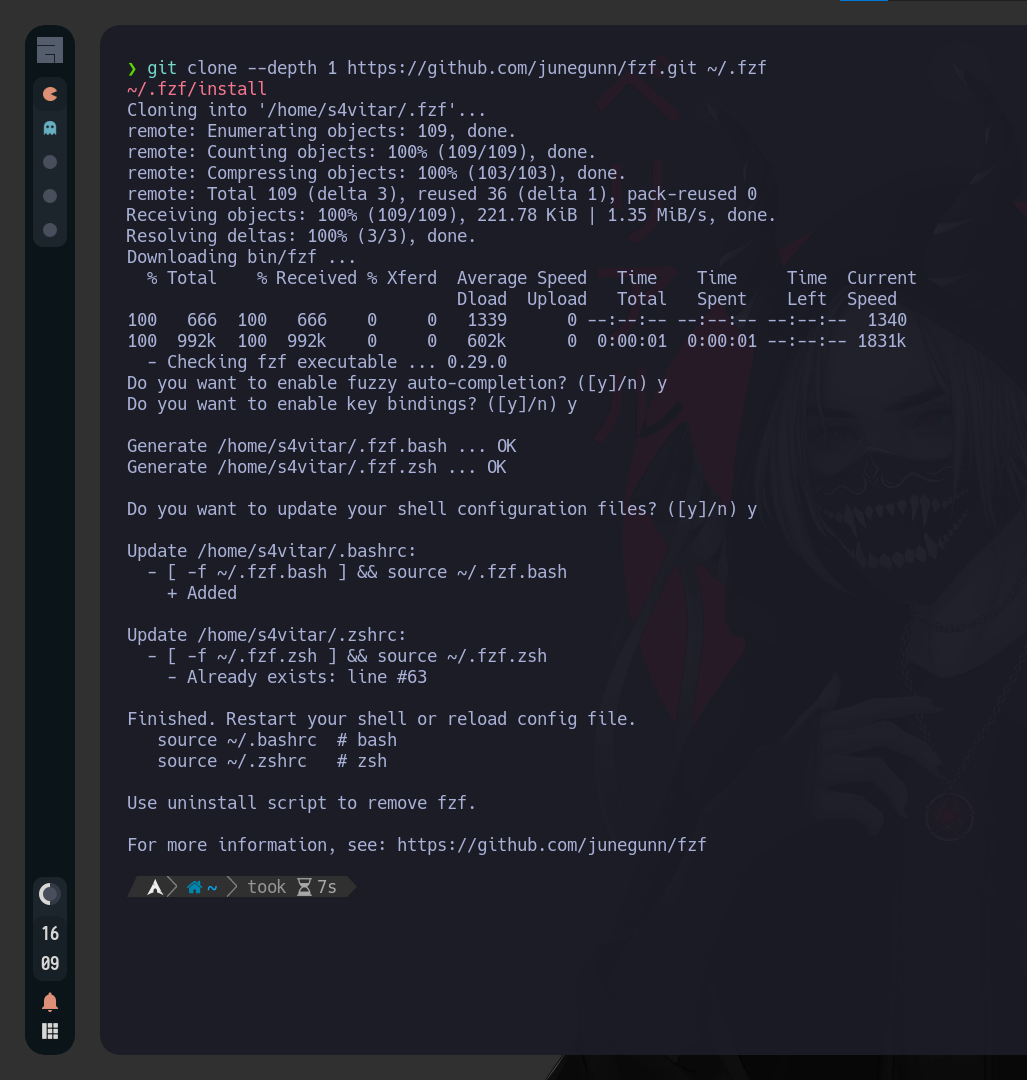 ❯ git clone --depth 1 https://github.com/junegunn/fzf.git ~/.fzf
~/.fzf/install
Cloning into '/home/s4vitar/.fzf'...
remote: Enumerating objects: 109, done.
remote: Counting objects: 100% (109/109), done.
remote: Compressing objects: 100% (103/103), done.
remote: Total 109 (delta 3), reused 36 (delta 1), pack-reused 0
Receiving objects: 100% (109/109), 221.78 KiB | 1.35 MiB/s, done.
Resolving deltas: 100% (3/3), done.
Downloading bin/fzf ...
  % Total    % Received % Xferd  Average Speed   Time    Time     Time  Current
                                 Dload  Upload   Total   Spent    Left  Speed
100   666  100   666    0     0   1339      0 --:--:-- --:--:-- --:--:--  1340
100  992k  100  992k    0     0   602k      0  0:00:01  0:00:01 --:--:-- 1831k
  - Checking fzf executable ... 0.29.0
Do you want to enable fuzzy auto-completion? ([y]/n) y
Do you want to enable key bindings? ([y]/n) y
Generate /home/s4vitar/.fzf.bash ... OK
Generate /home/s4vitar/.fzf.zsh ... OK
Do you want to update your shell configuration files? ([y]/n) y
Update /home/s4vitar/.bashrc:
  - [ -f ~/.fzf.bash ] && source ~/.fzf.bash
    + Added
Update /home/s4vitar/.zshrc:
  - [ -f ~/.fzf.zsh ] && source ~/.fzf.zsh
    - Already exists: line #63
Finished. Restart your shell or reload config file.
   source ~/.bashrc  # bash
   source ~/.zshrc   # zsh
Use uninstall script to remove fzf.
For more information, see: https://github.com/junegunn/fzf
~ took 7s
16
09